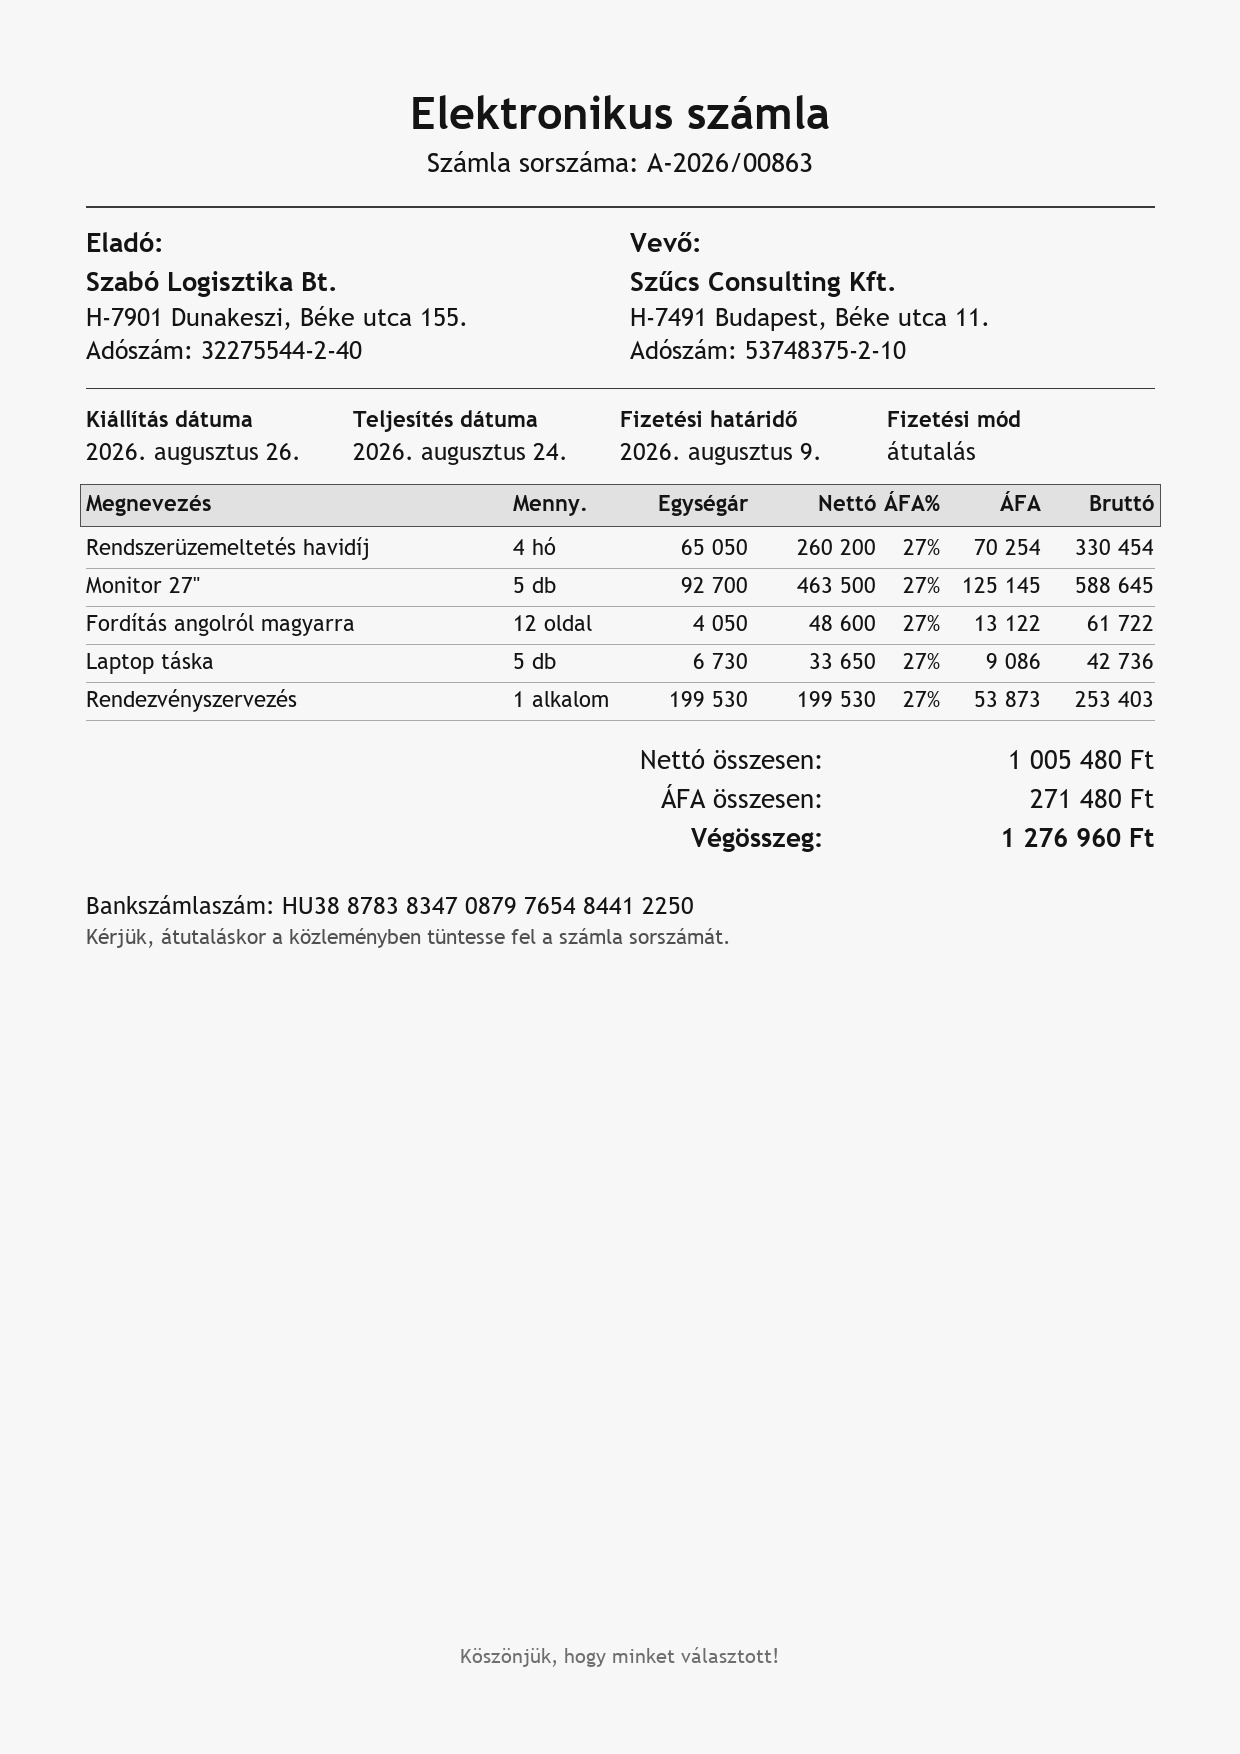 Elektronikus számla
Számla sorszáma: A-2026/00863
Eladó:
Szabó Logisztika Bt.
H-7901 Dunakeszi, Béke utca 155.
Adószám: 32275544-2-40
Vevő:
Szűcs Consulting Kft.
H-7491 Budapest, Béke utca 11.
Adószám: 53748375-2-10
Kiállítás dátuma Teljesítés dátuma Fizetési határidő Fizetési mód
2026. augusztus 26. 2026. augusztus 24. 2026. augusztus 9. átutalás
Megnevezés Menny. Egységár Nettó ÁFA% ÁFA Bruttó
Rendszerüzemeltetés havidíj 4 hó 65 050 260 200 27% 70 254 330 454
Monitor 27" 5 db 92 700 463 500 27% 125 145 588 645
Fordítás angolról magyarra 12 oldal 4 050 48 600 27% 13 122 61 722
Laptop táska 5 db 6 730 33 650 27% 9 086 42 736
Rendezvényszervezés 1 alkalom 199 530 199 530 27% 53 873 253 403
Nettó összesen: 1 005 480 Ft
ÁFA összesen: 271 480 Ft
Végösszeg: 1 276 960 Ft
Bankszámlaszám: HU38 8783 8347 0879 7654 8441 2250
Kérjük, átutaláskor a közleményben tüntesse fel a számla sorszámát.
Köszönjük, hogy minket választott!